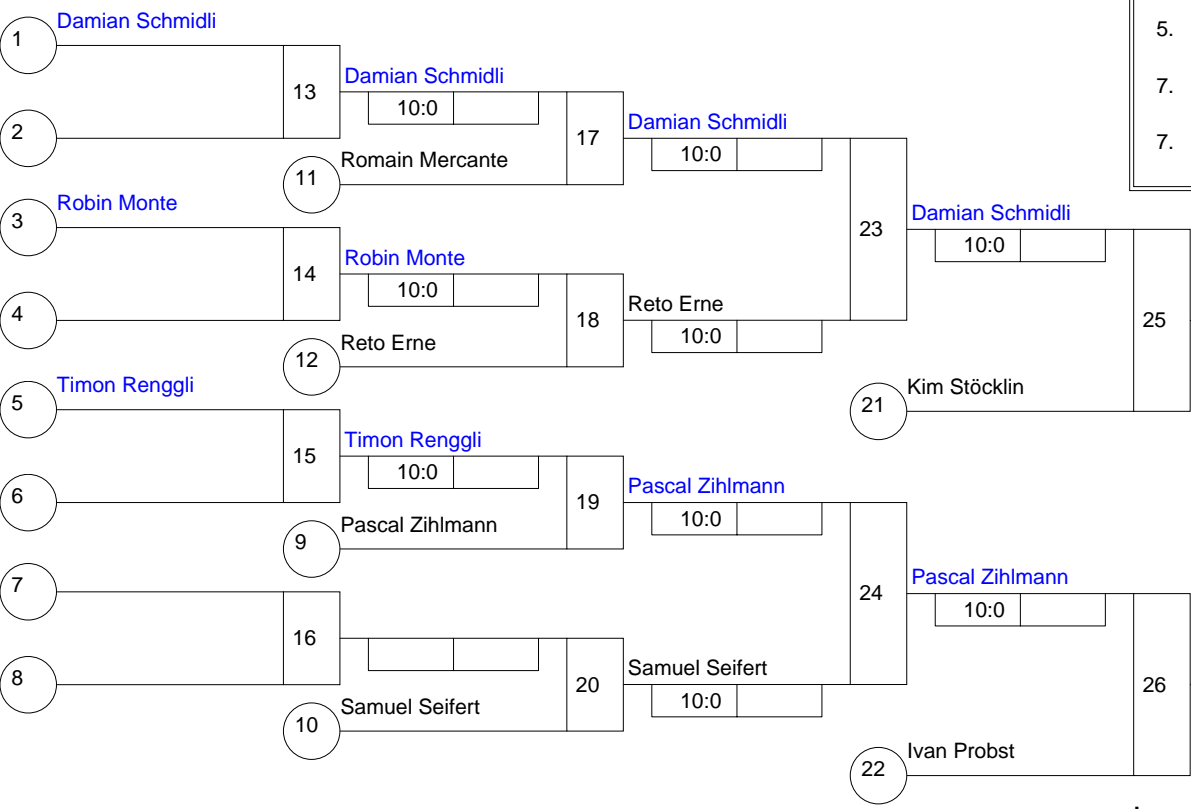 Damian Schmidli
1
5.
Damian Schmidli
13
10:0
7.
Damian Schmidli
2
17
7.
10:0
Romain Mercante
11
Robin Monte
3
Damian Schmidli
23
10:0
Robin Monte
14
10:0
Reto Erne
4
18
25
10:0
Reto Erne
12
Timon Renggli
5
Kim Stöcklin
21
Timon Renggli
15
10:0
Pascal Zihlmann
6
19
10:0
Pascal Zihlmann
9
7
Pascal Zihlmann
24
10:0
16
Samuel Seifert
8
20
26
10:0
Samuel Seifert
10
Ivan Probst
22